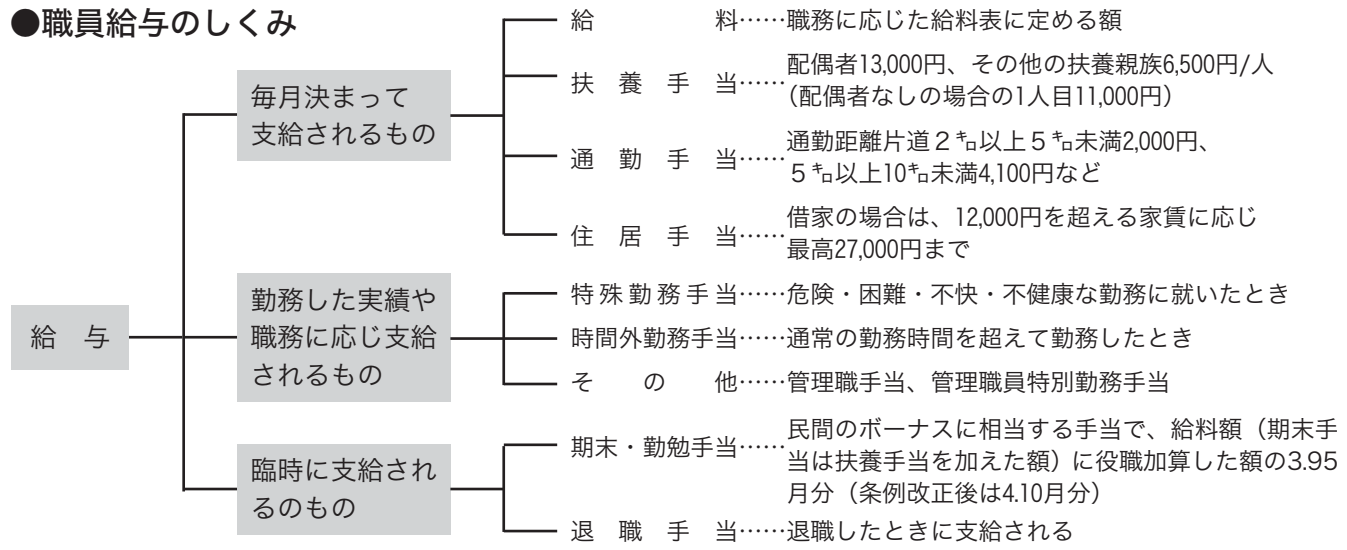 ●職員給与のしくみ
給与
毎月決まって
支給されるもの
給料……職務に応じた給料表に定める額
扶養手当……配偶者13,000円、その他の扶養親族6,500円/人
（配偶者なしの場合の1人目11,000円）
通勤手当……通勤距離片道２㌔以上５㌔未満2,000円、
５㌔以上10㌔未満4,100円など
住居手当……借家の場合は、12,000円を超える家賃に応じ
最高27,000円まで
勤務した実績や
職務に応じ支給
されるもの
特殊勤務手当……危険・困難・不快・不健康な勤務に就いたとき
時間外勤務手当……通常の勤務時間を超えて勤務したとき
その他……管理職手当、管理職員特別勤務手当
臨時に支給され
るのもの
期末・勤勉手当……民間のボーナスに相当する手当で、給料額（期末手
当は扶養手当を加えた額）に役職加算した額の3.95
月分（条例改正後は4.10月分）
退職手当……退職したときに支給される